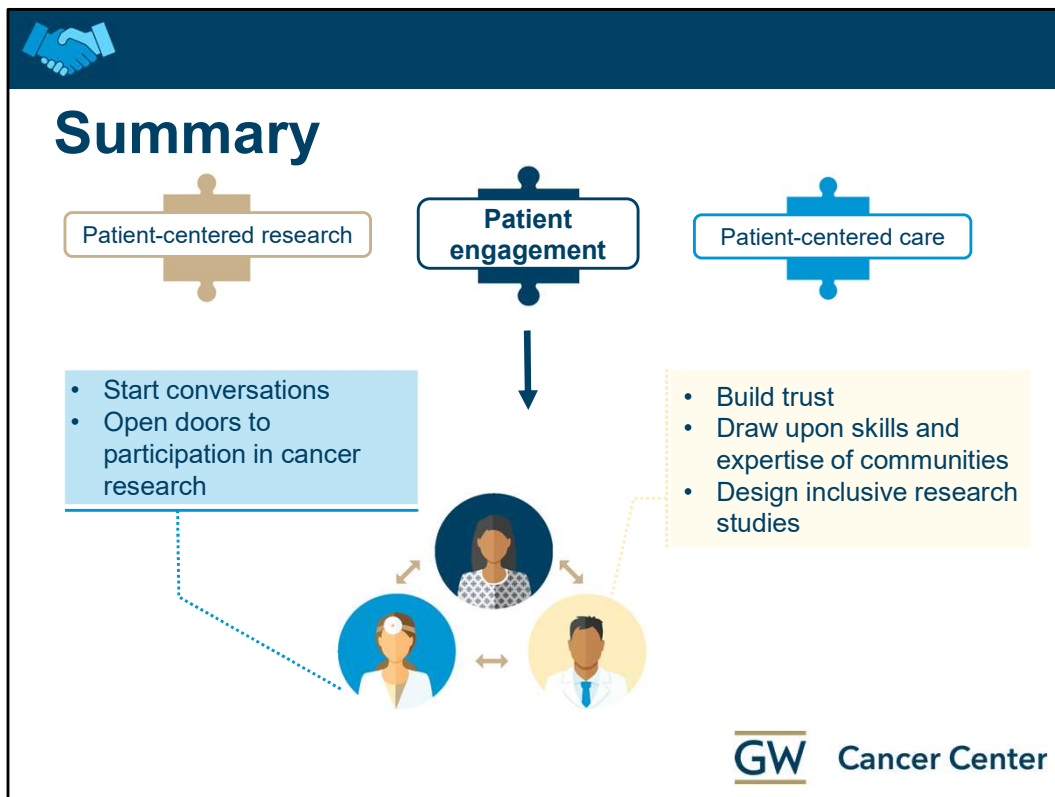 Summary
Patient-centered research
Patient
engagement
Patient-centered care
• Start conversations
• Open doors to
participation in cancer
research
• Build trust
• Draw upon skills and
expertise of communities
• Design inclusive research
studies
GW Cancer Center